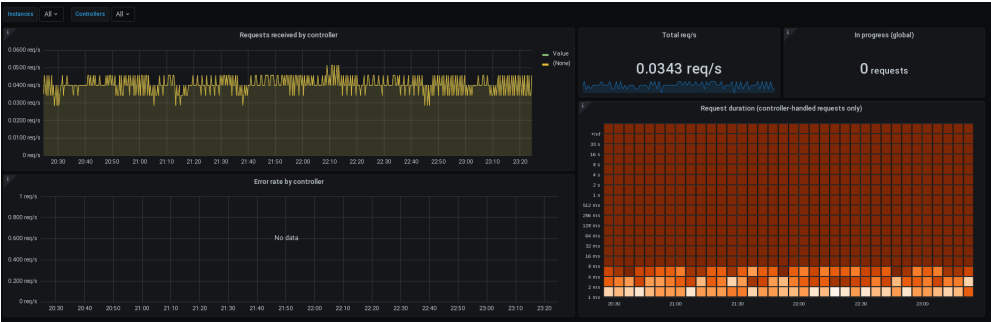 Instances All Controllers All
Requests received by controller
0.0600 req/s
0.0500 req/s
0.0400 req/s
0.0300 req/s
0.0200 req/s
0.0100 req/s
0 req/s
20:30 20:40 20:50 21:00 21:10 21:20 21:30 21:40 21:50 22:00 22:10 22:20 22:30 22:40 22:50 23:00 23:10 23:20
Value
(None)
Total req/s
0.0343 req/s
In progress (global)
0 requests
Error rate by controller
1 req/s
0.800 req/s
0.600 req/s
0.400 req/s
0.200 req/s
0 req/s
No data
20:30 20:40 20:50 21:00 21:10 21:20 21:30 21:40 21:50 22:00 22:10 22:20 22:30 22:40 22:50 23:00 23:10 23:20
Request duration (controller-handled requests only)
+Inf
33 s
16 s
8 s
4 s
2 s
1 s
512 ms
256 ms
128 ms
64 ms
32 ms
16 ms
8 ms
4 ms
2 ms
1 ms
20:30 21:00 21:30 22:00 22:30 23:00